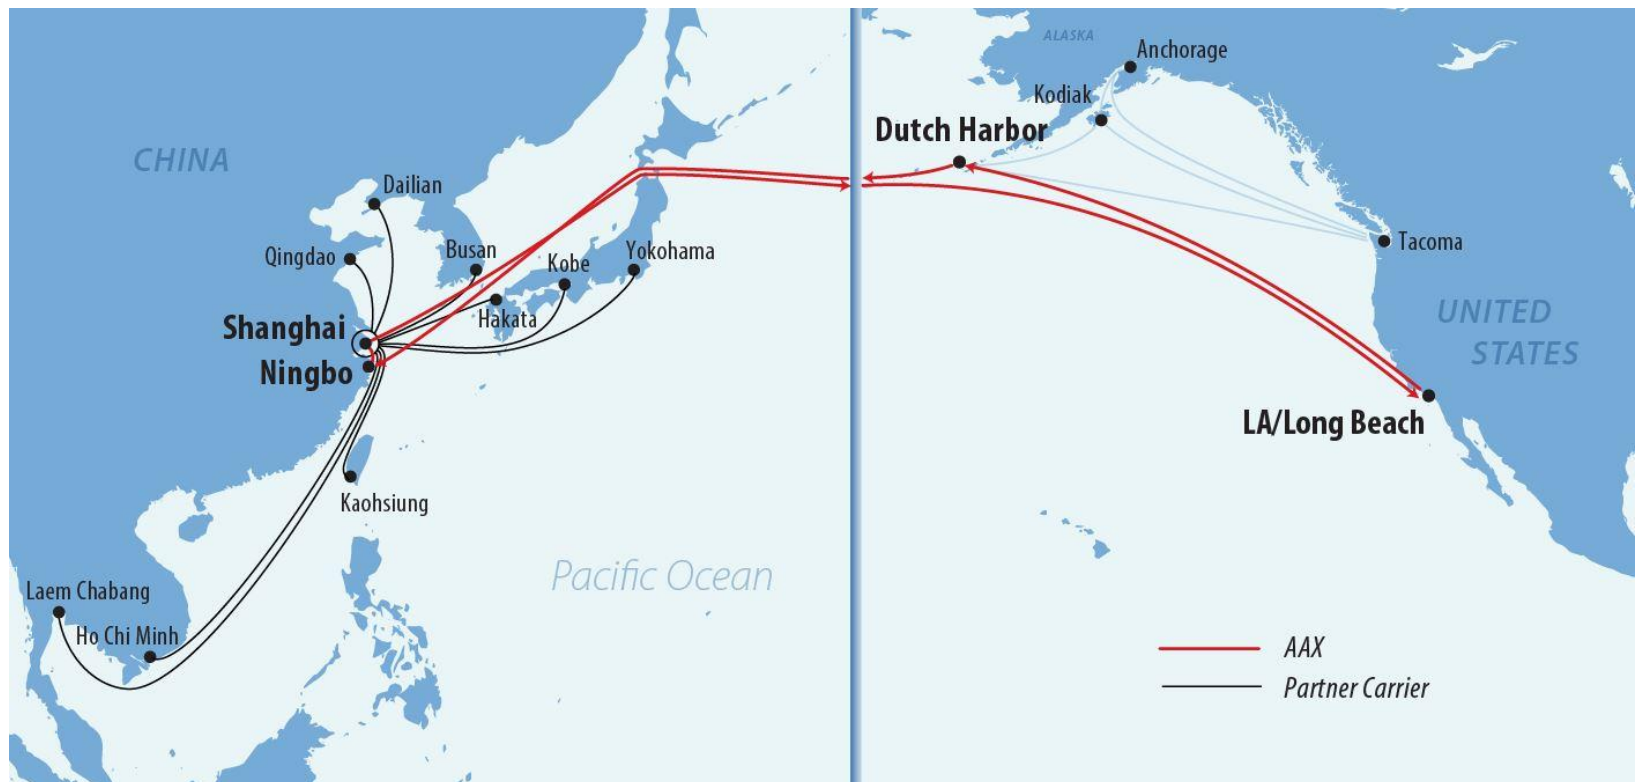 ALASKA
Anchorage
Kodiak
Dutch Harbor
CHINA
Dailian
Tacoma
Qingdao
Busan
Kobe
Yokohama
Hakata
Shanghai
Ningbo
UNITED
STATES
LA/Long Beach
Kaohsiung
Pacific Ocean
Laem Chabang
Ho Chi Minh
AAX
Partner Carrier